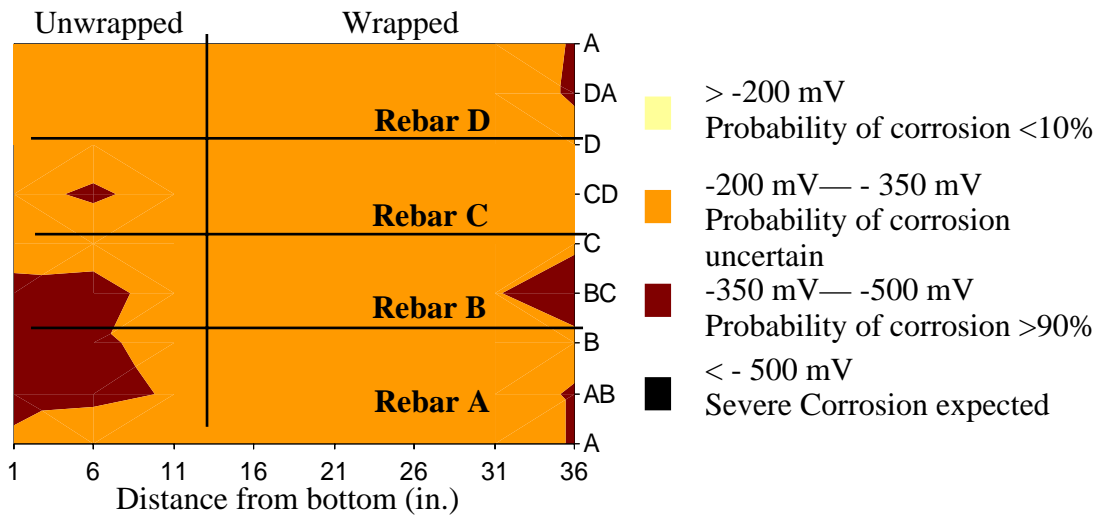 Unwrapped
Wrapped
A
DA
Rebar D
D
CD
Rebar C
C
BC
Rebar B
B
AB
Rebar A
A
1 6 11 16 21 26 31 36
Distance from bottom (in.)
> -200 mV
Probability of corrosion <10%
-200 mV— - 350 mV
Probability of corrosion
uncertain
-350 mV— -500 mV
Probability of corrosion >90%
< - 500 mV
Severe Corrosion expected